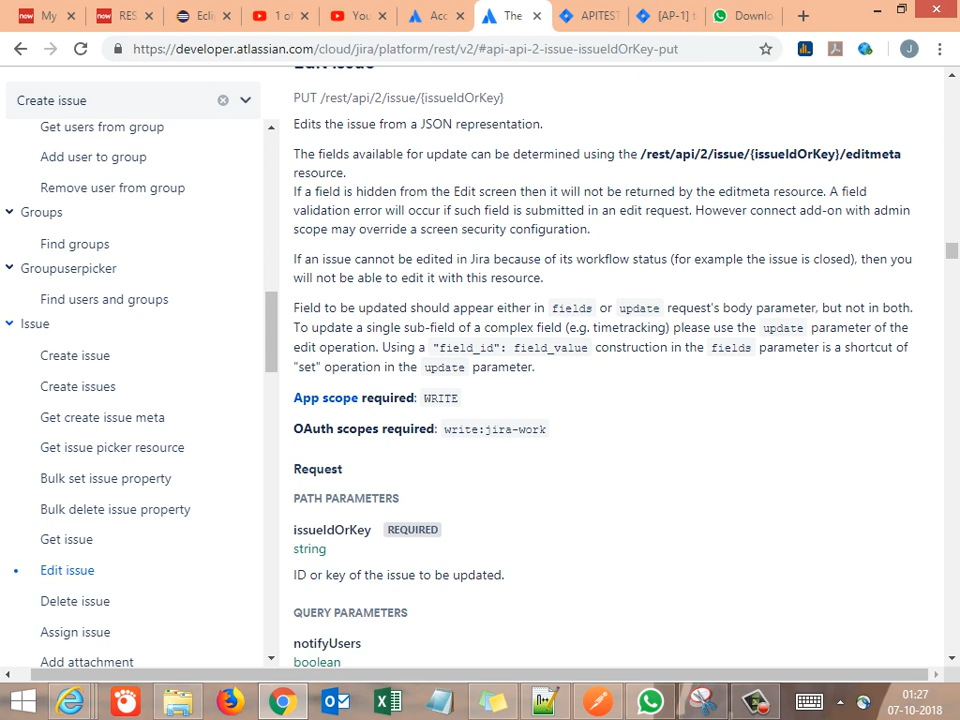 My
RES
Ecli
1 of
You
Acc
The
APITES
[AP-1]
Downlo
https://developer.atlassian.com/cloud/jira/platform/rest/v2/#api-api-2-issue-issueIdOrKey-put
J
Create issue
Get users from group
Add user to group
Remove user from group
Groups
Find groups
Groupuserpicker
Find users and groups
Issue
Create issue
Create issues
Get create issue meta
Get issue picker resource
Bulk set issue property
Bulk delete issue property
Get issue
Edit issue
Delete issue
Assign issue
Add attachment
Edit issue
PUT /rest/api/2/issue/{issueIdOrKey}
Edits the issue from a JSON representation.
The fields available for update can be determined using the /rest/api/2/issue/{issueIdOrKey}/editmeta
resource.
If a field is hidden from the Edit screen then it will not be returned by the editmeta resource. A field
validation error will occur if such field is submitted in an edit request. However connect add-on with admin
scope may override a screen security configuration.
If an issue cannot be edited in Jira because of its workflow status (for example the issue is closed), then you
will not be able to edit it with this resource.
Field to be updated should appear either in fields or update request's body parameter, but not in both.
To update a single sub-field of a complex field (e.g. timetracking) please use the update parameter of the
edit operation. Using a "field_id": field_value construction in the fields parameter is a shortcut of
"set" operation in the update parameter.
App scope required: WRITE
OAuth scopes required: write:jira-work
Request
PATH PARAMETERS
issueIdOrKey REQUIRED
string
ID or key of the issue to be updated.
QUERY PARAMETERS
notifyUsers
boolean
01:27
07-10-2018